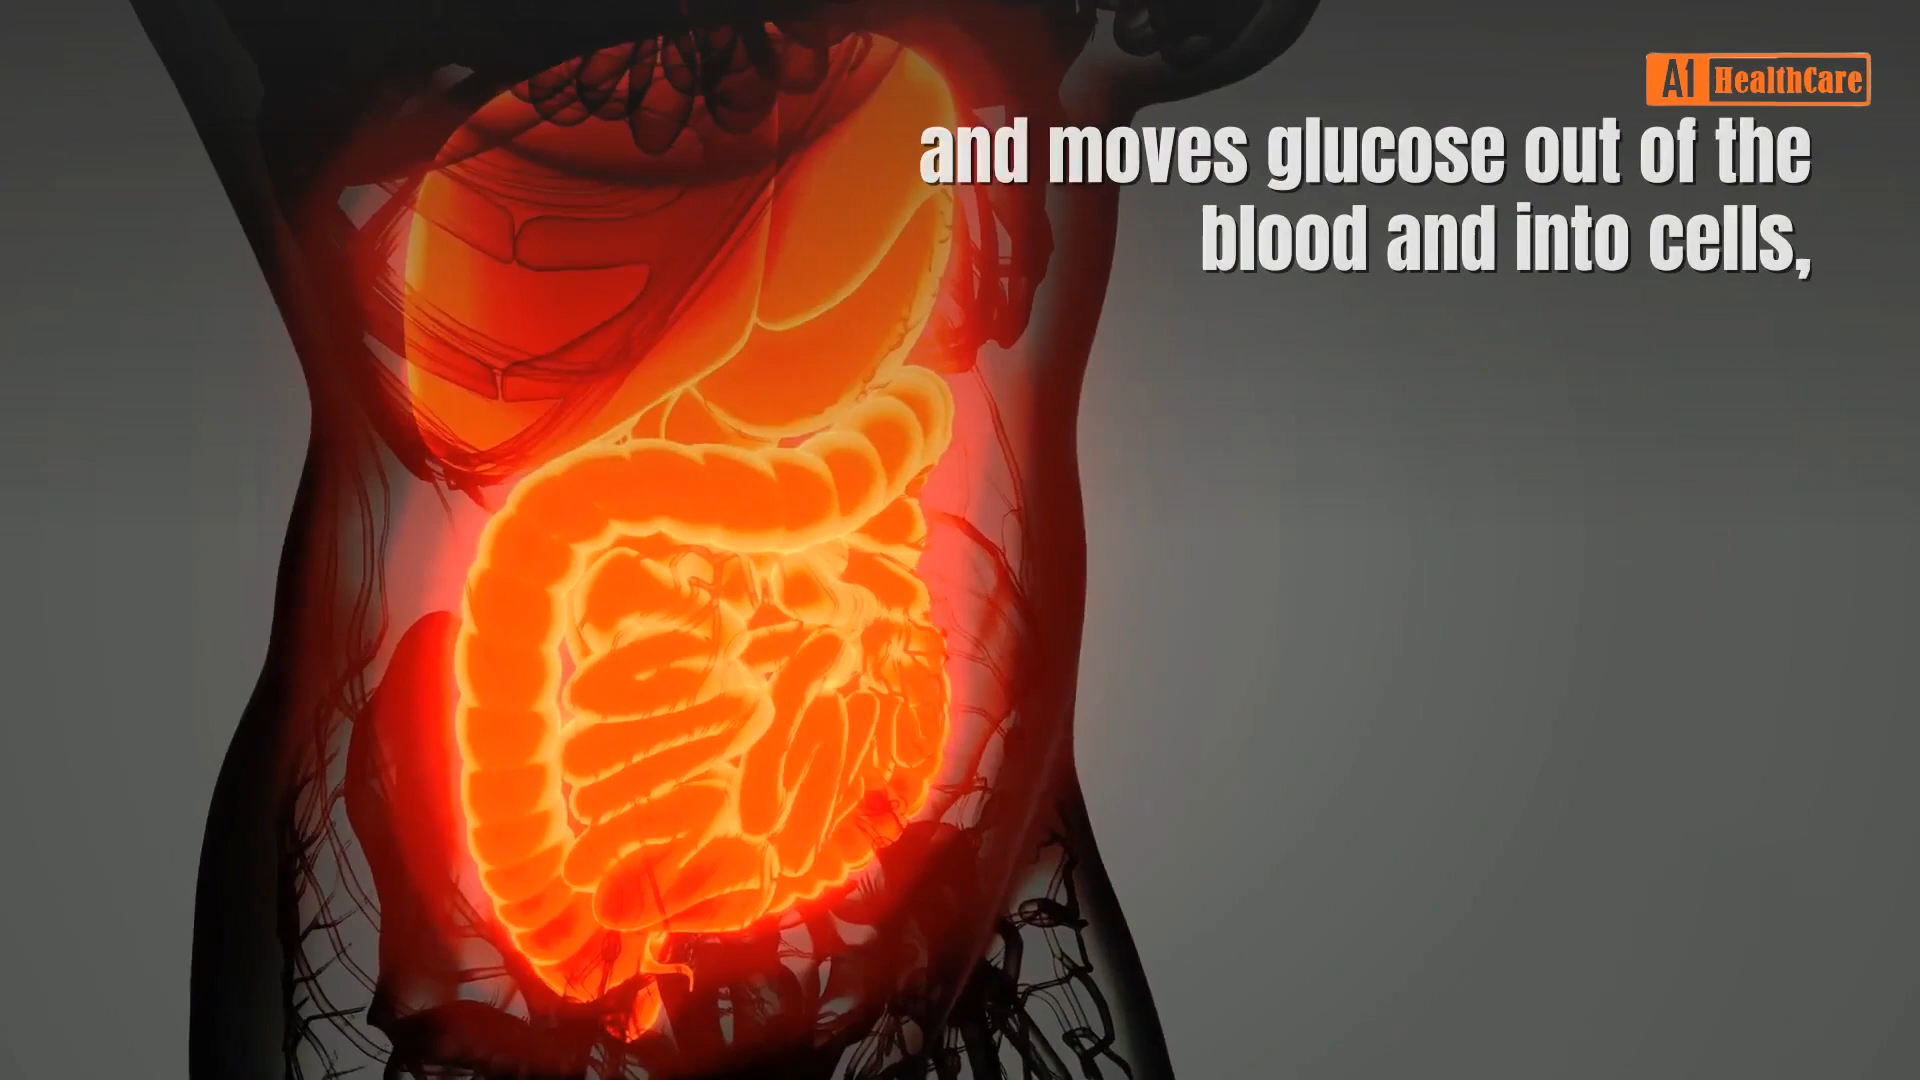 A1 HealthCare
and moves glucose out of the
blood and into cells,